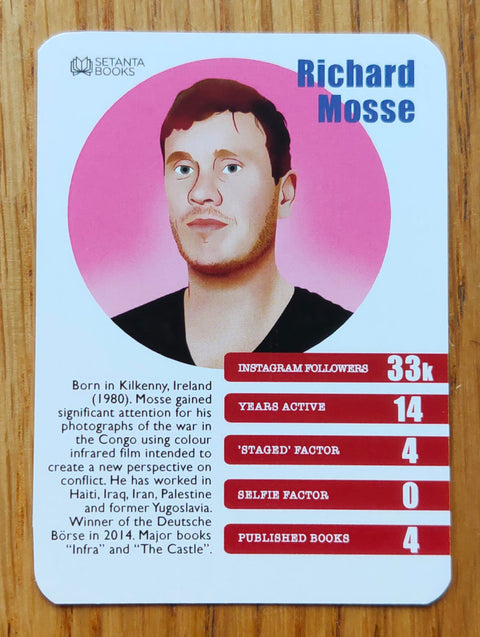 SETANTA
BOOKS
Richard
Mosse
INSTAGRAM FOLLOWERS 33k
YEARS ACTIVE 14
'STAGED' FACTOR 4
SELFIE FACTOR 0
PUBLISHED BOOKS 4
Born in Kilkenny, Ireland
(1980). Mosse gained
significant attention for his
photographs of the war in
the Congo using colour
infrared film intended to
create a new perspective on
conflict. He has worked in
Haiti, Iraq, Iran, Palestine
and former Yugoslavia.
Winner of the Deutsche
Börse in 2014. Major books
“Infra” and “The Castle”.